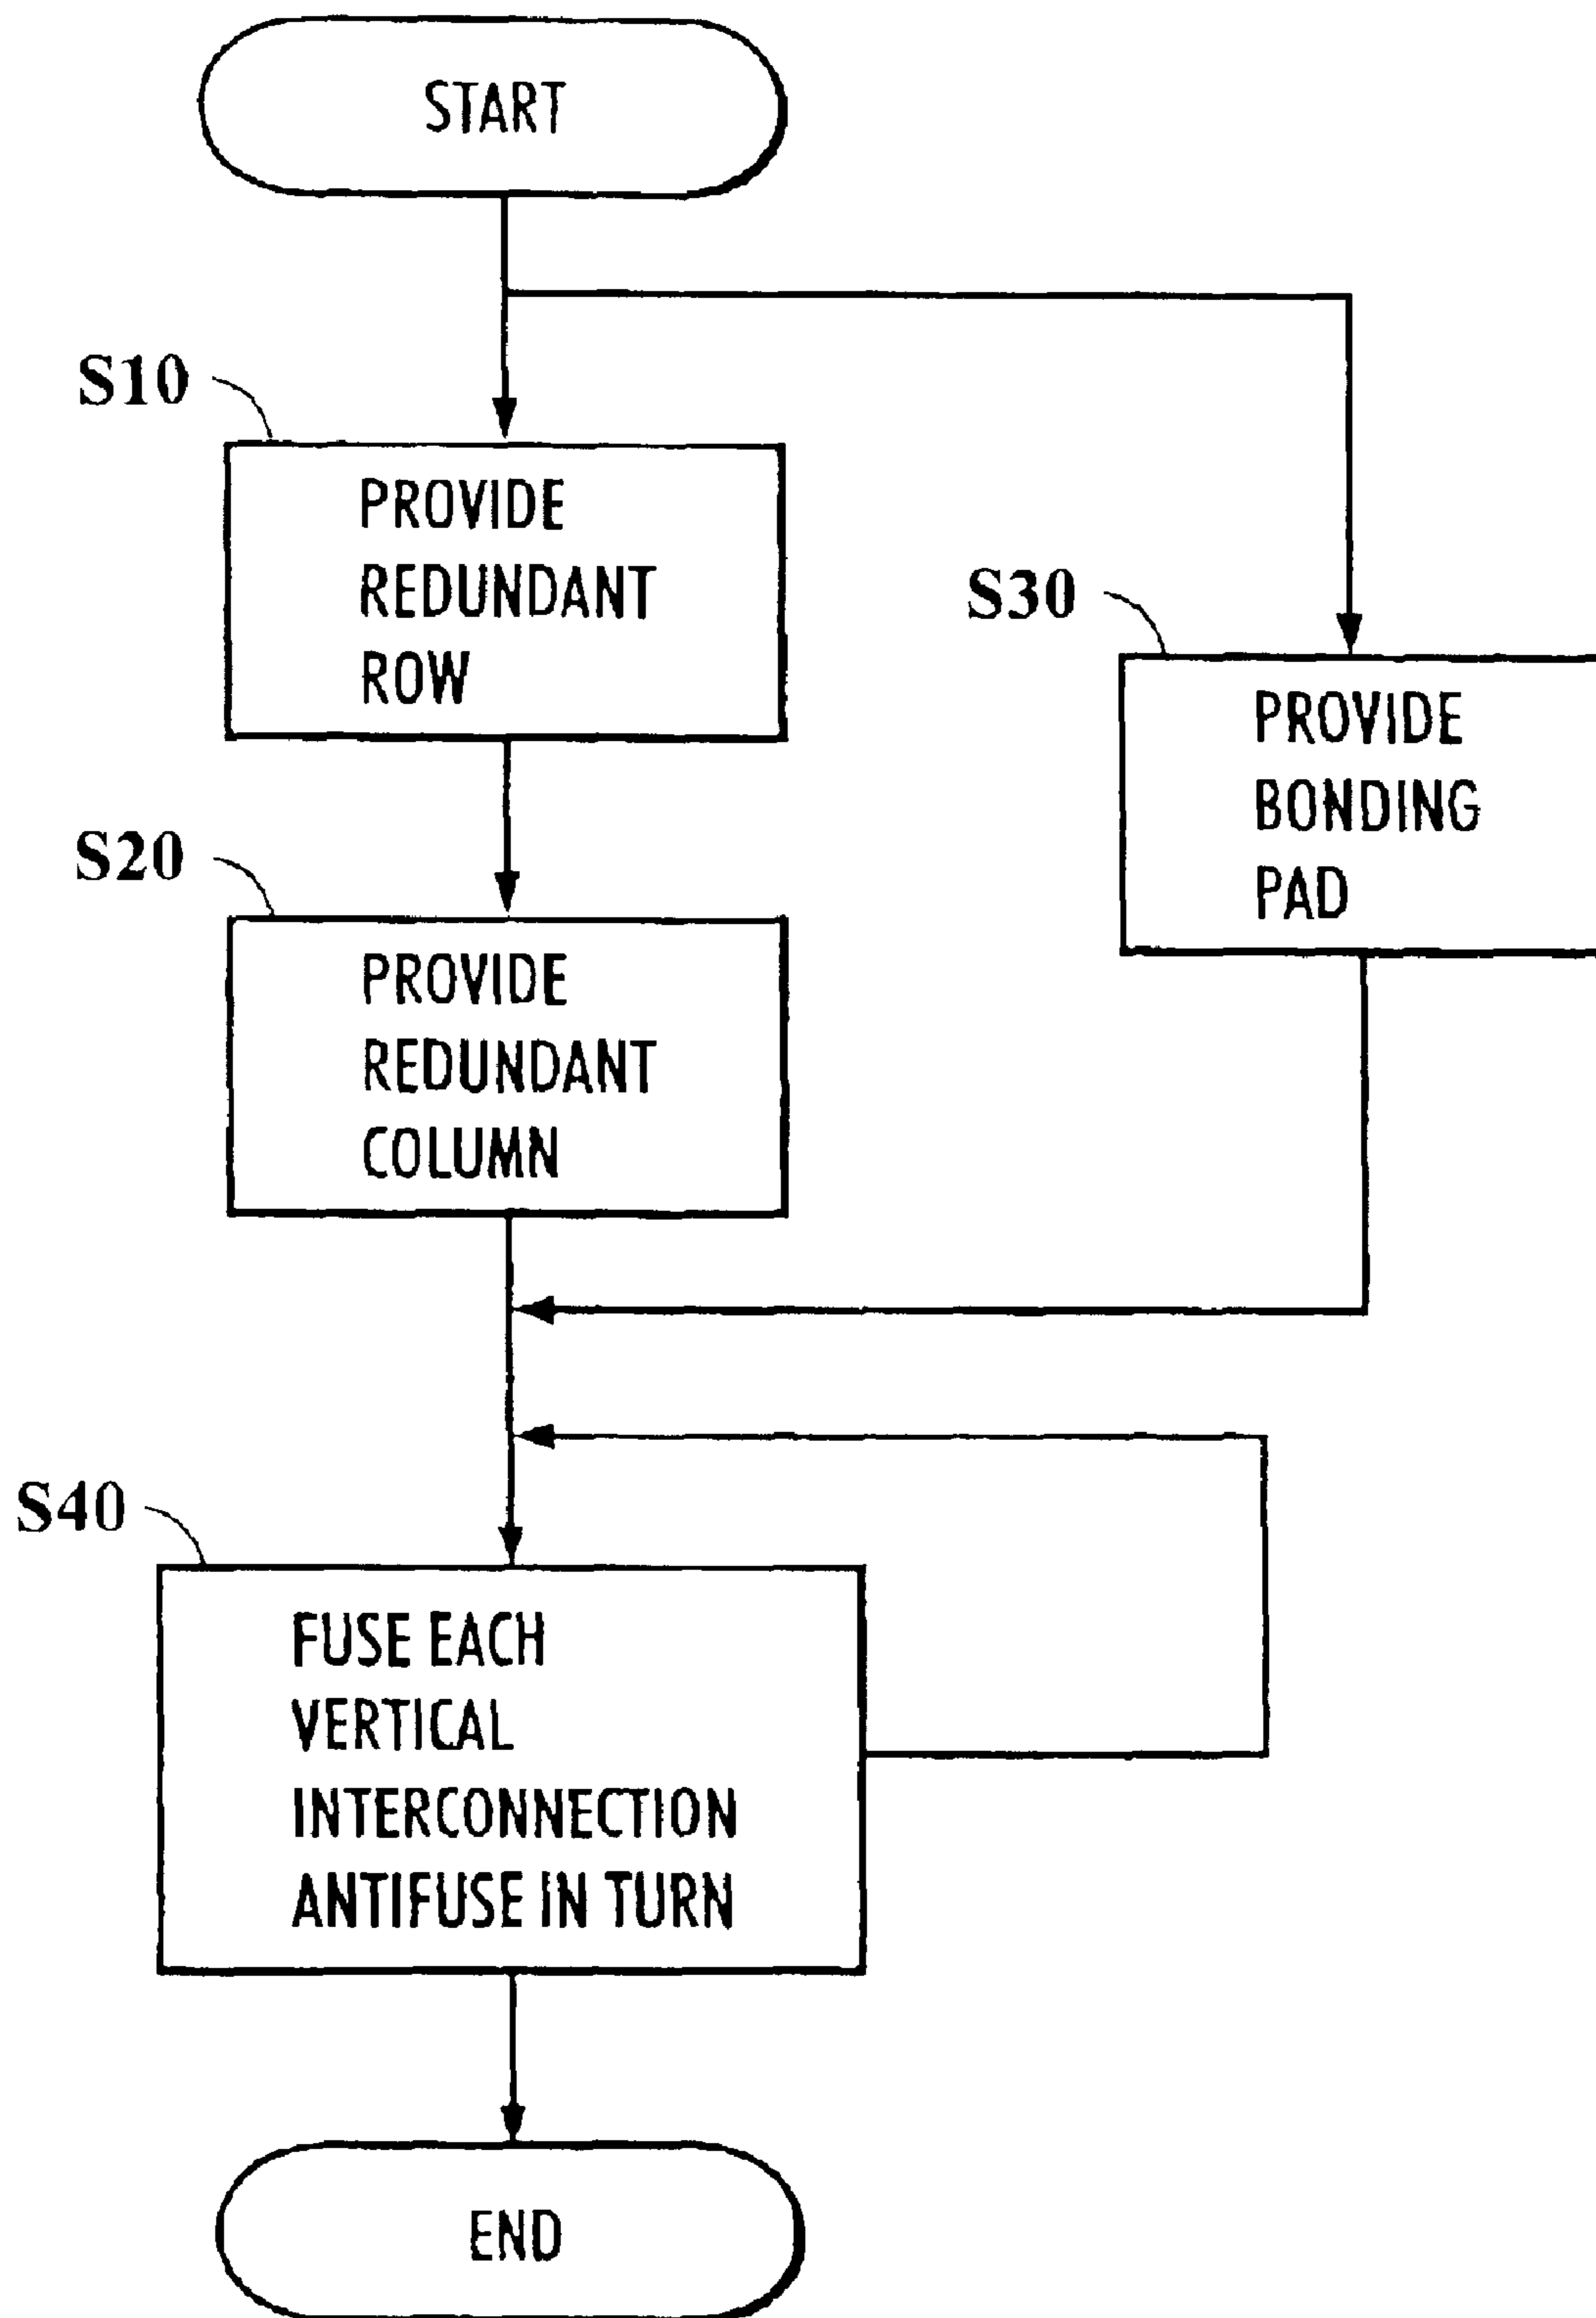 START
S10
PROVIDE
REDUNDANT
ROW
S30
PROVIDE
BONDING
PAD
S20
PROVIDE
REDUNDANT
COLUMN
S40
FUSE EACH
VERTICAL
INTERCONNECTION
ANTIFUSE IN TURN
END